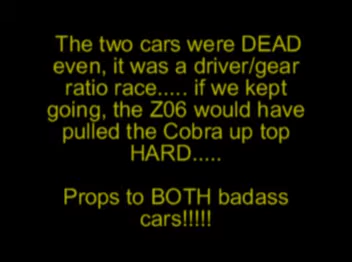 The two cars were DEAD
even, it was a driver/gear
ratio race..... if we kept
going, the Z06 would have
pulled the Cobra up top
HARD.....
Props to BOTH badass
cars!!!!!